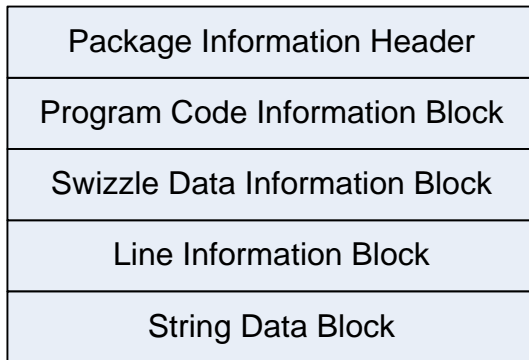 Package Information Header
Program Code Information Block
Swizzle Data Information Block
Line Information Block
String Data Block